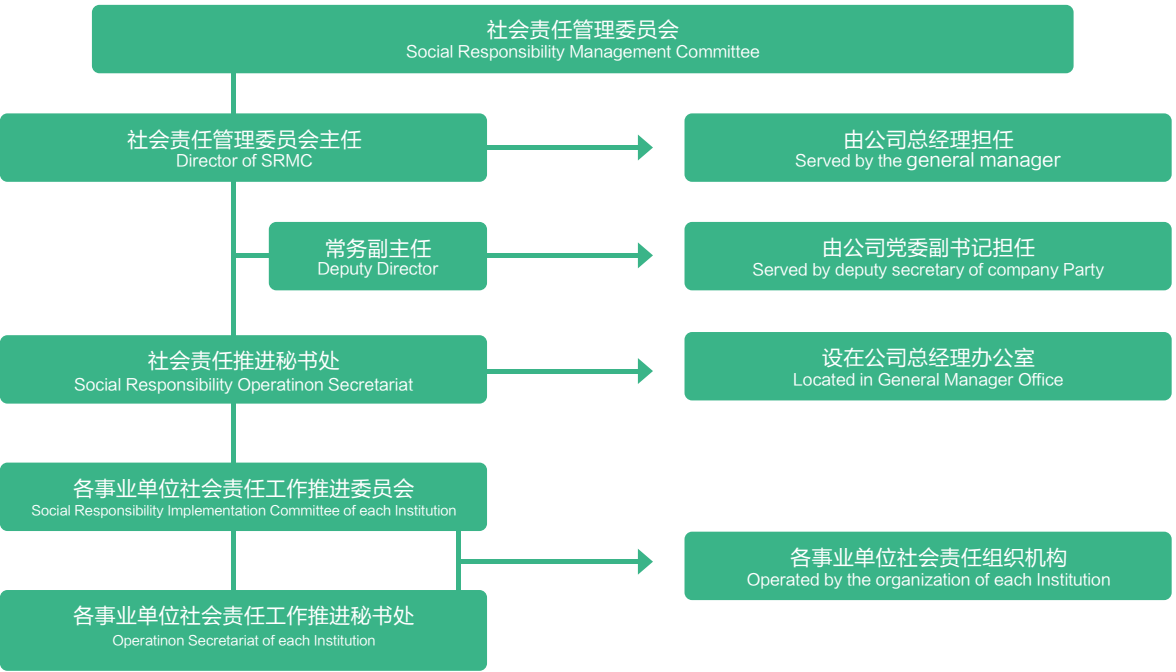 社会责任管理委员会
Social Responsibility Management Committee
社会责任管理委员会主任
Director of SRMC
由公司总经理担任
Served by the general manager
常务副主任
Deputy Director
由公司党委副书记担任
Served by deputy secretary of company Party
社会责任推进秘书处
Social Responsibility Operatinon Secretariat
设在公司总经理办公室
Located in General Manager Office
各事业单位社会责任工作推进委员会
Social Responsibility Implementation Committee of each Institution
各事业单位社会责任组织机构
Operated by the organization of each Institution
各事业单位社会责任工作推进秘书处
Operatinon Secretariat of each Institution